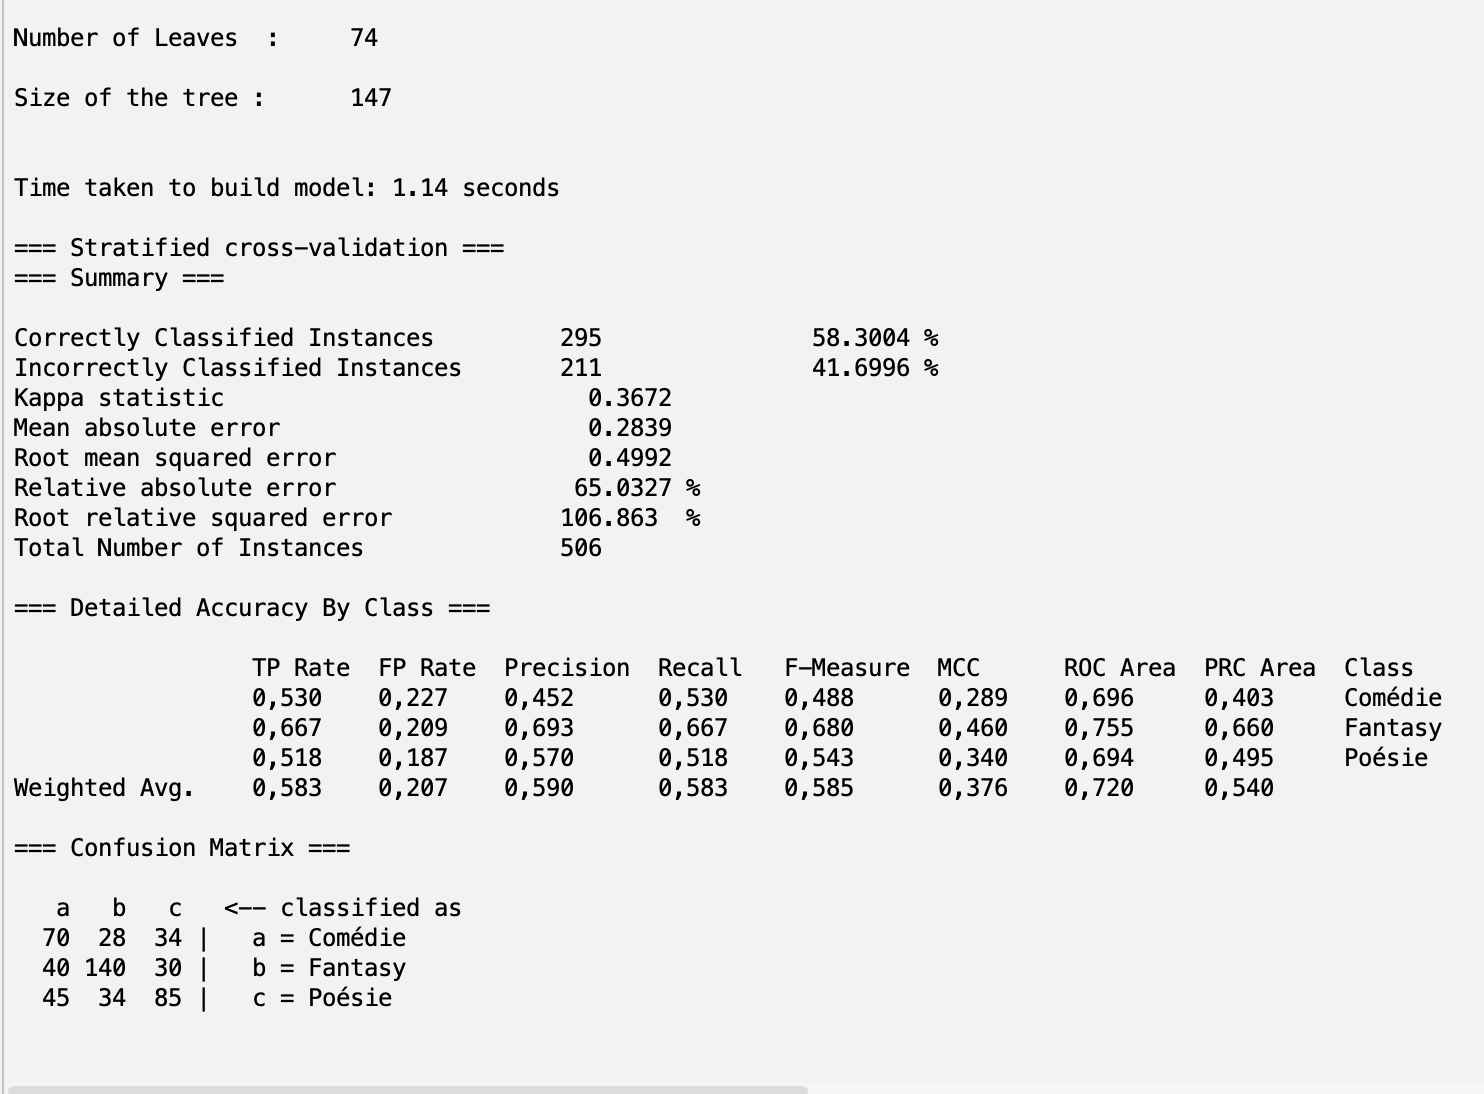 Number of Leaves  :     74
Size of the tree :      147
Time taken to build model: 1.14 seconds
=== Stratified cross-validation ===
=== Summary ===
Correctly Classified Instances         295               58.3004 %
Incorrectly Classified Instances       211               41.6996 %
Kappa statistic                          0.3672
Mean absolute error                      0.2839
Root mean squared error                  0.4992
Relative absolute error                 65.0327 %
Root relative squared error            106.863  %
Total Number of Instances              506
=== Detailed Accuracy By Class ===
                 TP Rate  FP Rate  Precision  Recall   F-Measure  MCC      ROC Area  PRC Area  Class
                 0,530    0,227    0,452      0,530    0,488      0,289    0,696     0,403     Comédie
                 0,667    0,209    0,693      0,667    0,680      0,460    0,755     0,660     Fantasy
                 0,518    0,187    0,570      0,518    0,543      0,340    0,694     0,495     Poésie
Weighted Avg.    0,583    0,207    0,590      0,583    0,585      0,376    0,720     0,540
=== Confusion Matrix ===
   a   b   c   <-- classified as
  70  28  34 |   a = Comédie
  40 140  30 |   b = Fantasy
  45  34  85 |   c = Poésie